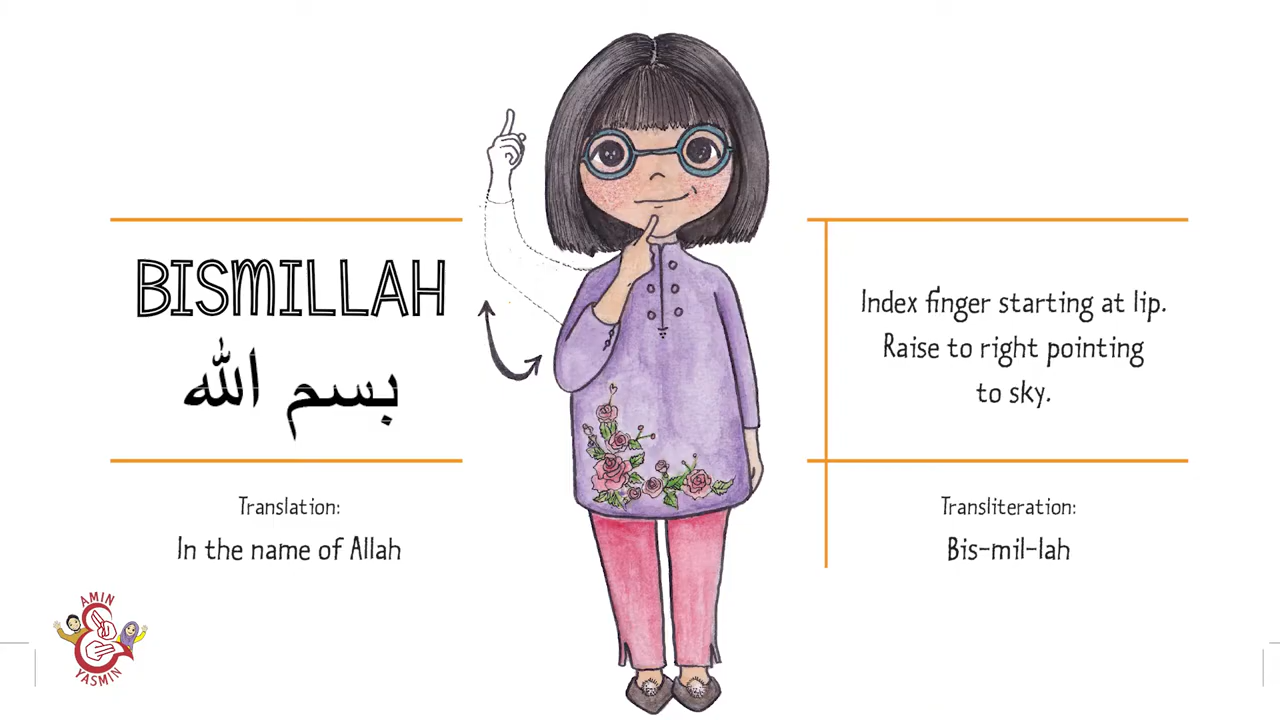 BISMILLAH
بسم الله
Translation:
In the name of Allah
Index finger starting at lip.
Raise to right pointing
to sky.
Transliteration:
Bis-mil-lah
AMIN
YASMIN